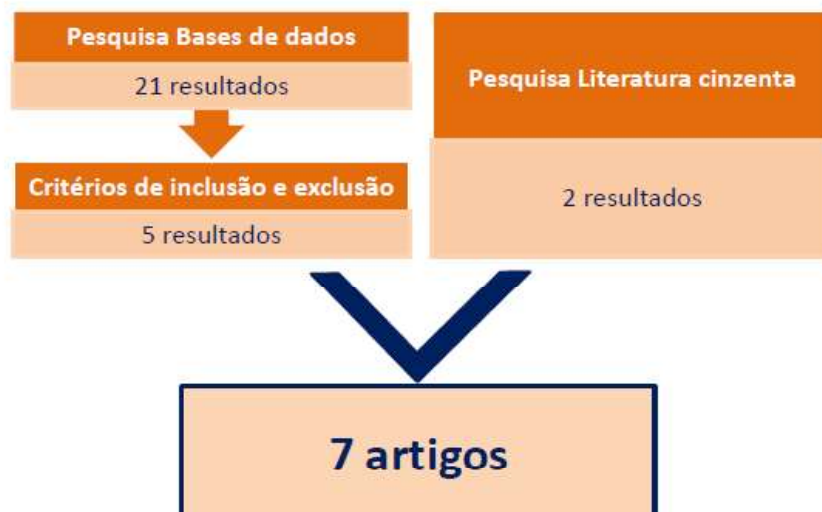 Pesquisa Bases de dados
21 resultados
Critérios de inclusão e exclusão
5 resultados
Pesquisa Literatura cinzenta
2 resultados
7 artigos